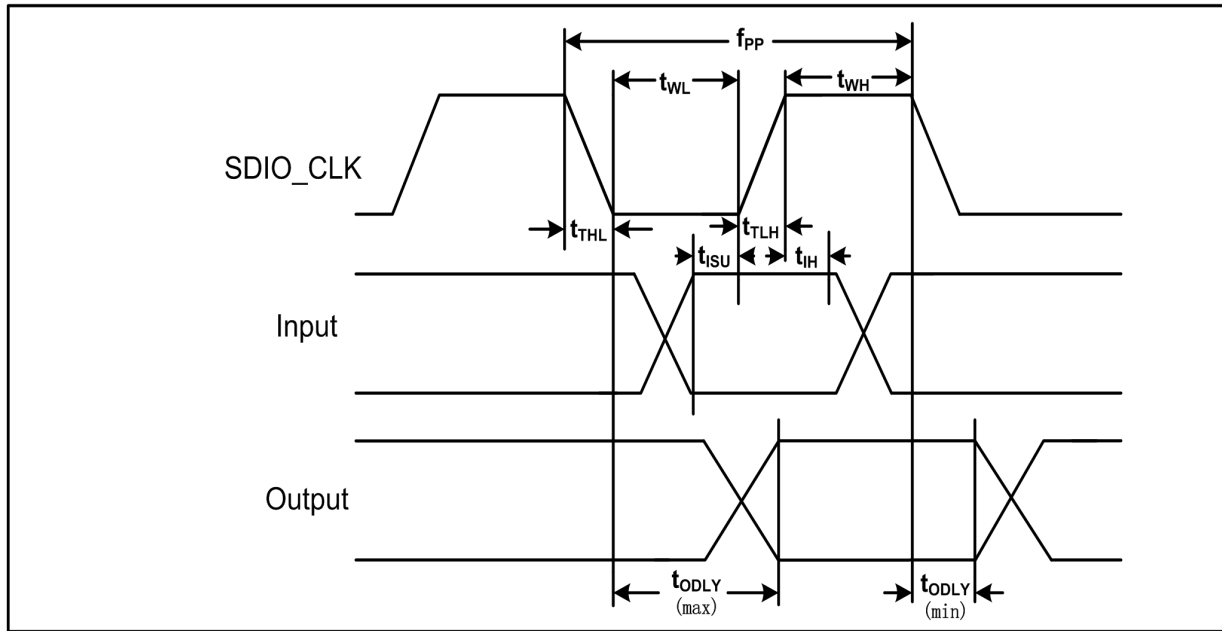 fPP
tWL
tWH
SDIO_CLK
tTHL
tTLH
tISU
tIH
Input
Output
tODLY
(max)
tODLY
(min)